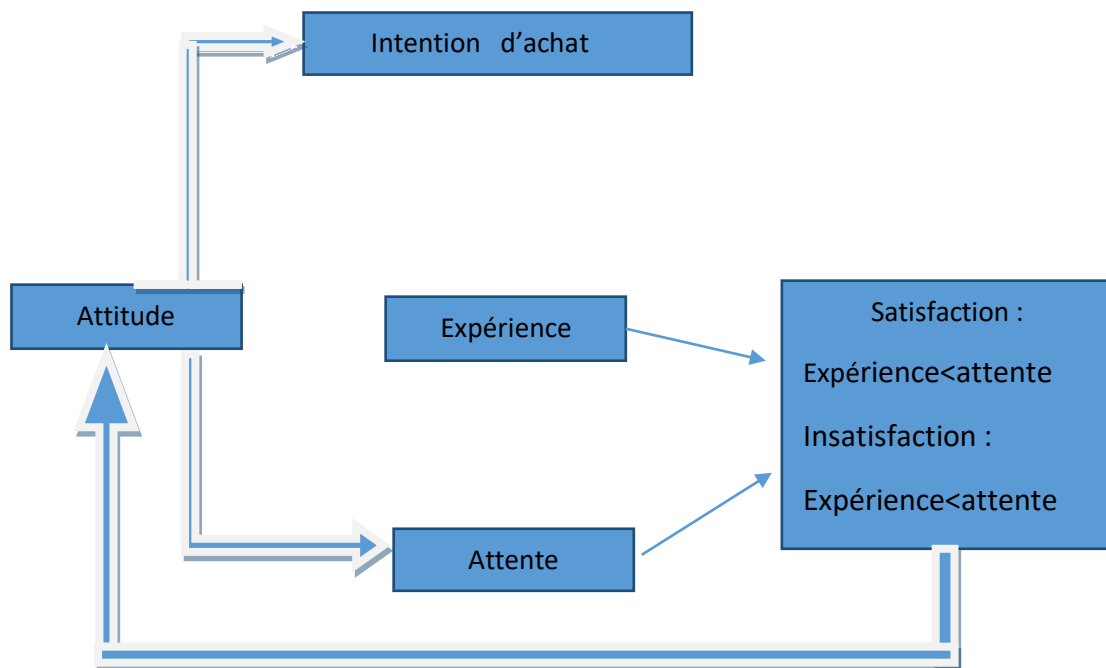 Intention d’achat
Attitude
Expérience
Satisfaction :
Expérience<attente
Insatisfaction :
Expérience<attente
Attente